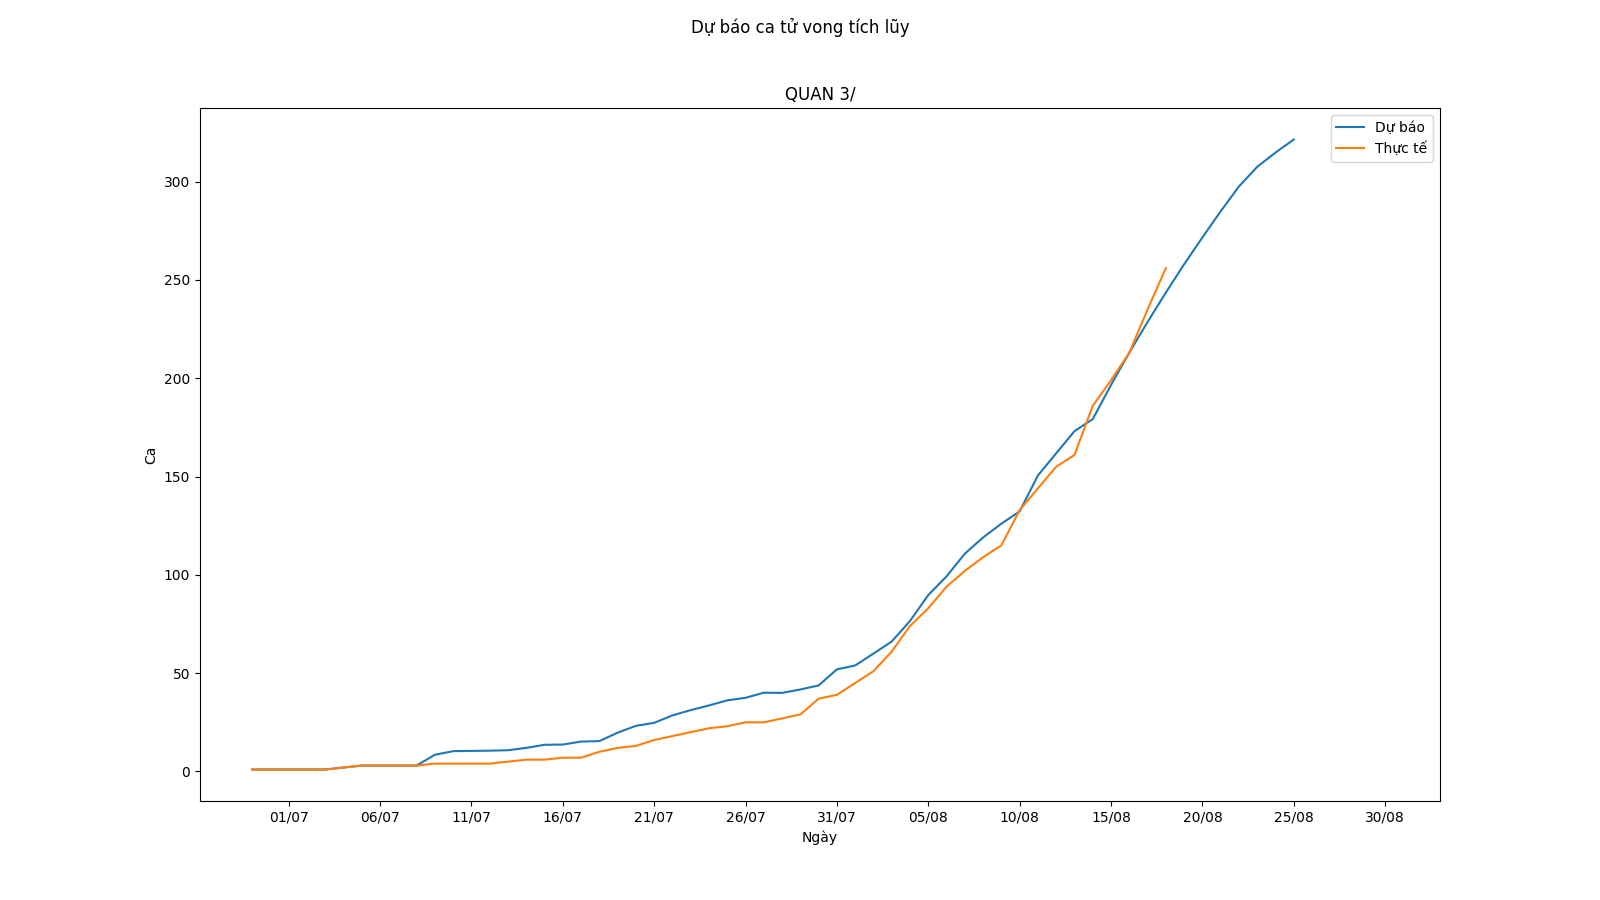 Dự báo ca tử vong tích lũy
QUAN 3/
Dự báo
Thực tế
300
250
200
150
100
50
0
Ca
01/07 06/07 11/07 16/07 21/07 26/07 31/07 05/08 10/08 15/08 20/08 25/08 30/08
Ngày